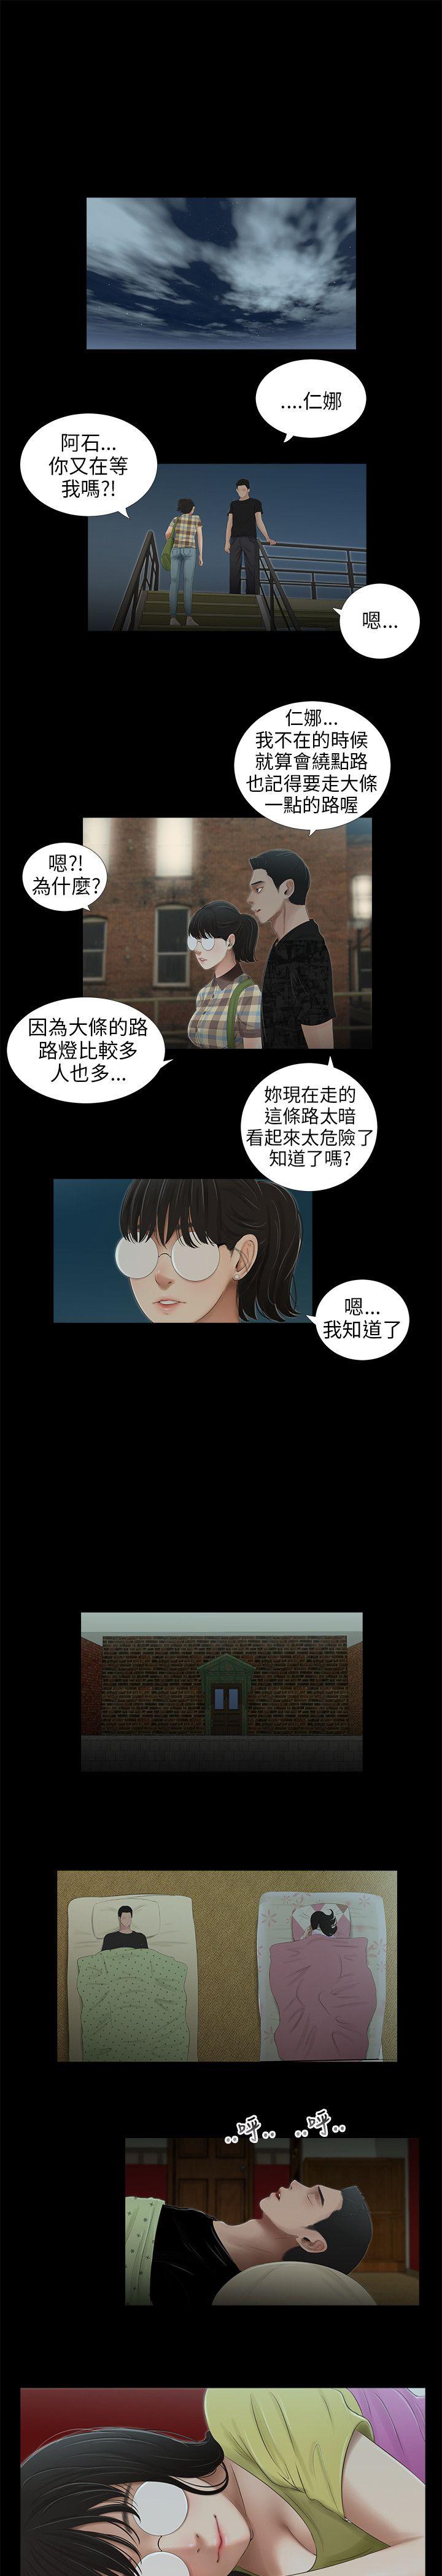 ....仁娜
阿石...
你又在等
我嗎?!
嗯...
仁娜...
我不在的時候
就算會繞點路
也記得要走大條
一點的路喔
嗯?!
為什麼?
因為大條的路
路燈比較多
人也多...
妳現在走的
這條路太暗
看起來太危險了
知道了嗎?
嗯...
我知道了
..呼..
..呼..